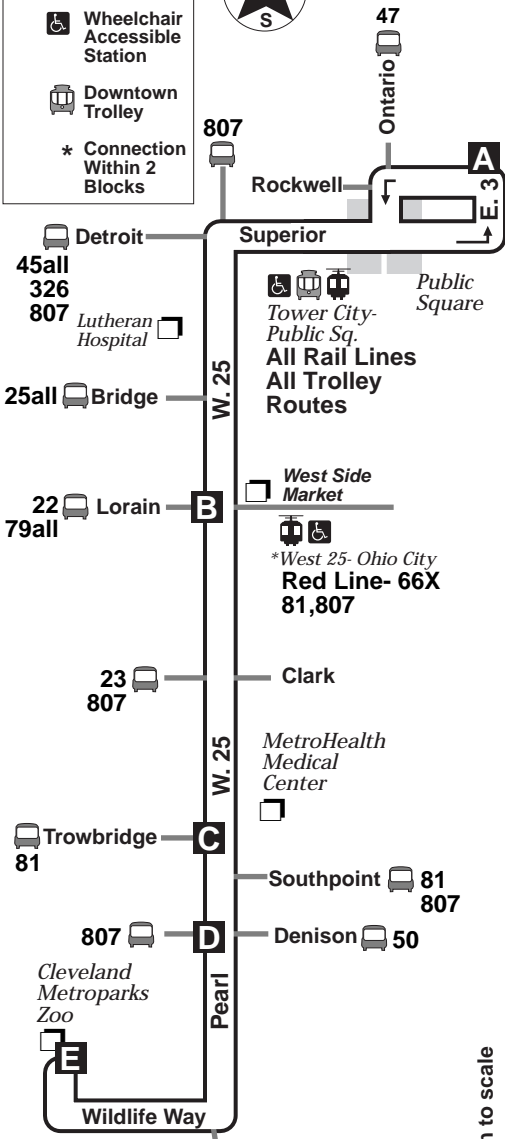 Wheelchair
Accessible
Station
Downtown
Trolley
* Connection
Within 2
Blocks
S
47
Ontario
807
A
Rockwell
E. 3
Detroit
Superior
45all
326
807
Lutheran
Hospital
Public
Square
Tower City-
Public Sq.
All Rail Lines
All Trolley
Routes
W. 25
25all
Bridge
West Side
Market
22
79all
Lorain
B
*West 25- Ohio City
Red Line- 66X
81,807
23
807
Clark
W. 25
MetroHealth
Medical
Center
Trowbridge
81
C
Southpoint
81
807
807
D
Denison
50
Cleveland
Metroparks
Zoo
Pearl
E
Wildlife Way
to scale